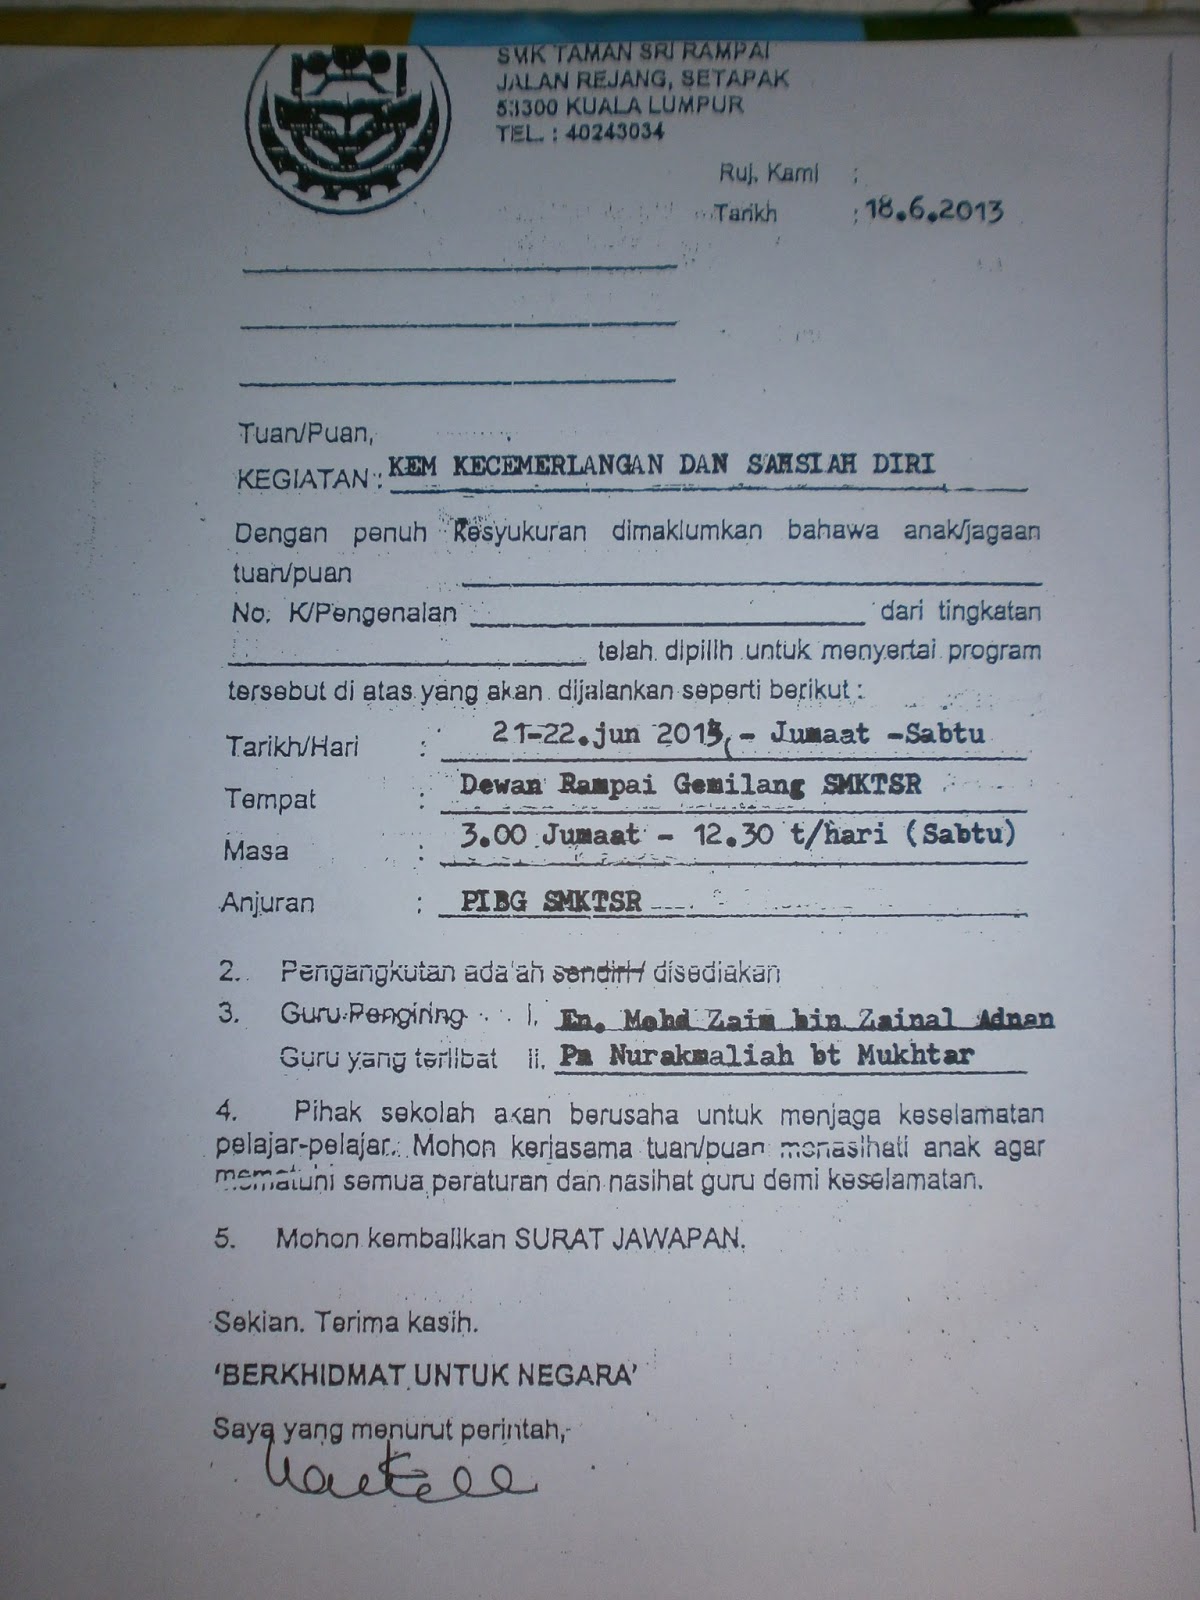 SMK TAMAN SRI RAMPAI
JALAN REJANG, SETAPAK
53300 KUALA LUMPUR
TEL. : 40243034
Ruj. Kami :
Tarikh : 18.6.2013
Tuan/Puan,
KEGIATAN : KEM KECEMERLANGAN DAN SAHSIAH DIRI
Dengan penuh kesyukuran dimaklumkan bahawa anak/jagaan
tuan/puan
No. K/Pengenalan dari tingkatan
telah dipilih untuk menyertai program
tersebut di atas yang akan dijalankan seperti berikut :
Tarikh/Hari : 21-22.jun 2013, - Jumaat -Sabtu
Tempat : Dewan Rampai Gemilang SMKTSR
Masa : 3.00 Jumaat - 12.30 t/hari (Sabtu)
Anjuran : PIBG SMKTSR
2. Pengangkutan adalah sendiri / disediakan
3. Guru Pengiring i. En. Mohd Zaim bin Zainal Adnan
Guru yang terlibat ii. Pn Nurakmaliah bt Mukhtar
4. Pihak sekolah akan berusaha untuk menjaga keselamatan
pelajar-pelajar. Mohon kerjasama tuan/puan menasihati anak agar
mematuhi semua peraturan dan nasihat guru demi keselamatan.
5. Mohon kembalikan SURAT JAWAPAN.
Sekian. Terima kasih.
'BERKHIDMAT UNTUK NEGARA'
Saya yang menurut perintah,